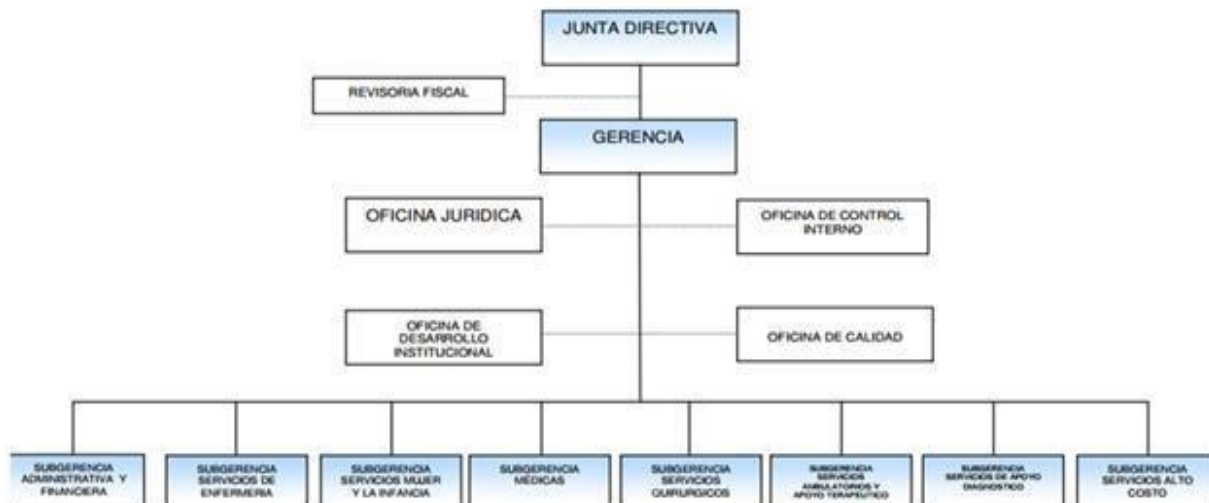 JUNTA DIRECTIVA
REVISORIA FISCAL
GERENCIA
OFICINA JURIDICA
OFICINA DE CONTROL
INTERNO
OFICINA DE
DESARROLLO
INSTITUCIONAL
OFICINA DE CALIDAD
SUBGERENCIA
ADMINISTRATIVA Y
FINANCIERA
SUBGERENCIA
SERVICIOS DE
ENFERMERIA
SUBGERENCIA
SERVICIOS MUJER
Y LA INFANCIA
SUBGERENCIA
MÉDICAS
SUBGERENCIA
SERVICIOS
QUIRURGICOS
SUBGERENCIA
SERVICIOS
AMBULATORIOS Y
APOYO TERAPEUTICO
SUBGERENCIA
SERVICIOS DE APOYO
DIAGNOSTICO
SUBGERENCIA
SERVICIOS ALTO
COSTO